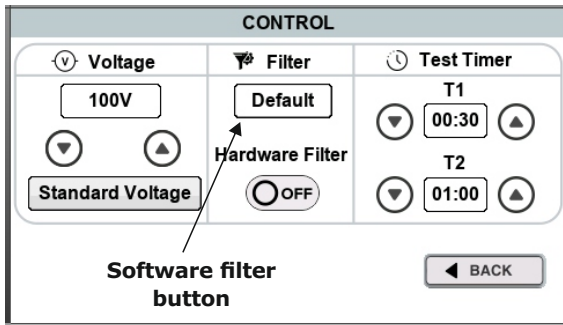 CONTROL
V Voltage
100V
Standard Voltage
Filter
Default
Hardware Filter
OFF
Test Timer
T1
00:30
T2
01:00
Software filter
button
BACK